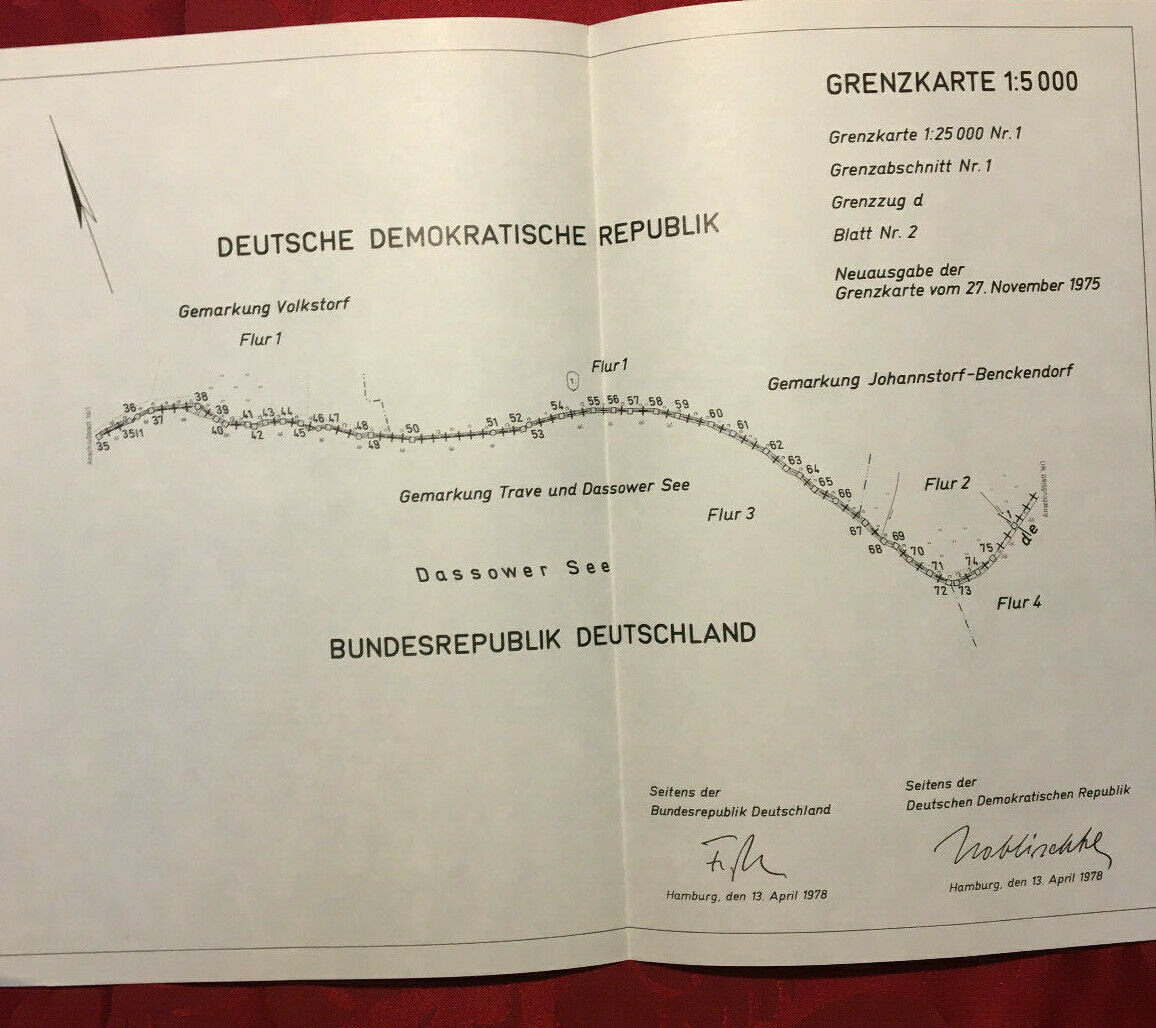 GRENZKARTE 1:5 000
Grenzkarte 1:25 000 Nr. 1
Grenzabschnitt Nr. 1
Grenzzug d
Blatt Nr. 2
Neuausgabe der
Grenzkarte vom 27. November 1975
DEUTSCHE DEMOKRATISCHE REPUBLIK
Gemarkung Volkstorf
Flur 1
Flur 1
1
Gemarkung Johannstorf-Benckendorf
35 35/1 36 37 38 39 40 41 42 43 44 45 46 47 48 49 50 51 52 53 54 55 56 57 58 59 60 61 62 63 64 65 66 67 68 69 70 71 72 73 74 75 1
d/e
Flur 2
Gemarkung Trave und Dassower See
Flur 3
Dassower See
Flur 4
BUNDESREPUBLIK DEUTSCHLAND
Seitens der
Bundesrepublik Deutschland
Hamburg, den 13. April 1978
Seitens der
Deutschen Demokratischen Republik
Hamburg, den 13. April 1978